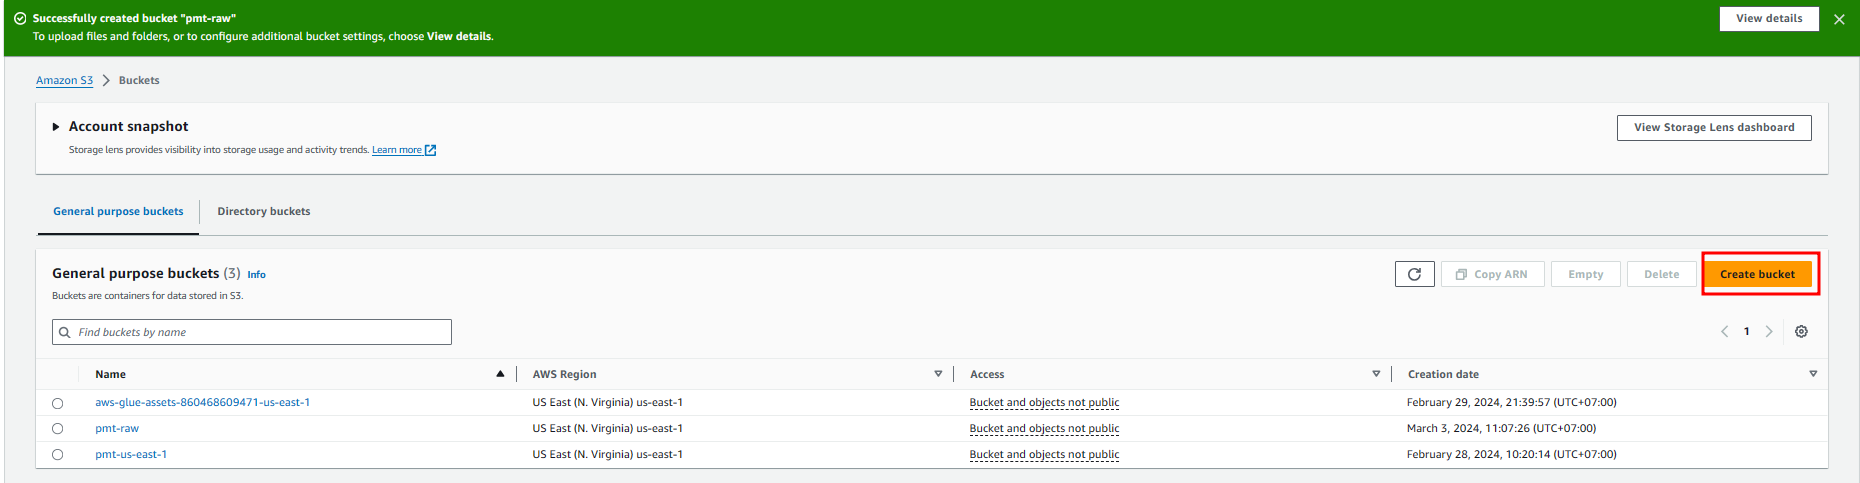 Successfully created bucket "pmt-raw"
To upload files and folders, or to configure additional bucket settings, choose View details.
View details
Amazon S3 > Buckets
Account snapshot
View Storage Lens dashboard
Storage lens provides visibility into storage usage and activity trends. Learn more
General purpose buckets Directory buckets
General purpose buckets (3) Info
Copy ARN Empty Delete Create bucket
Buckets are containers for data stored in S3.
Find buckets by name
1
Name AWS Region Access Creation date
aws-glue-assets-860468609471-us-east-1 US East (N. Virginia) us-east-1 Bucket and objects not public February 29, 2024, 21:39:57 (UTC+07:00)
pmt-raw US East (N. Virginia) us-east-1 Bucket and objects not public March 3, 2024, 11:07:26 (UTC+07:00)
pmt-us-east-1 US East (N. Virginia) us-east-1 Bucket and objects not public February 28, 2024, 10:20:14 (UTC+07:00)